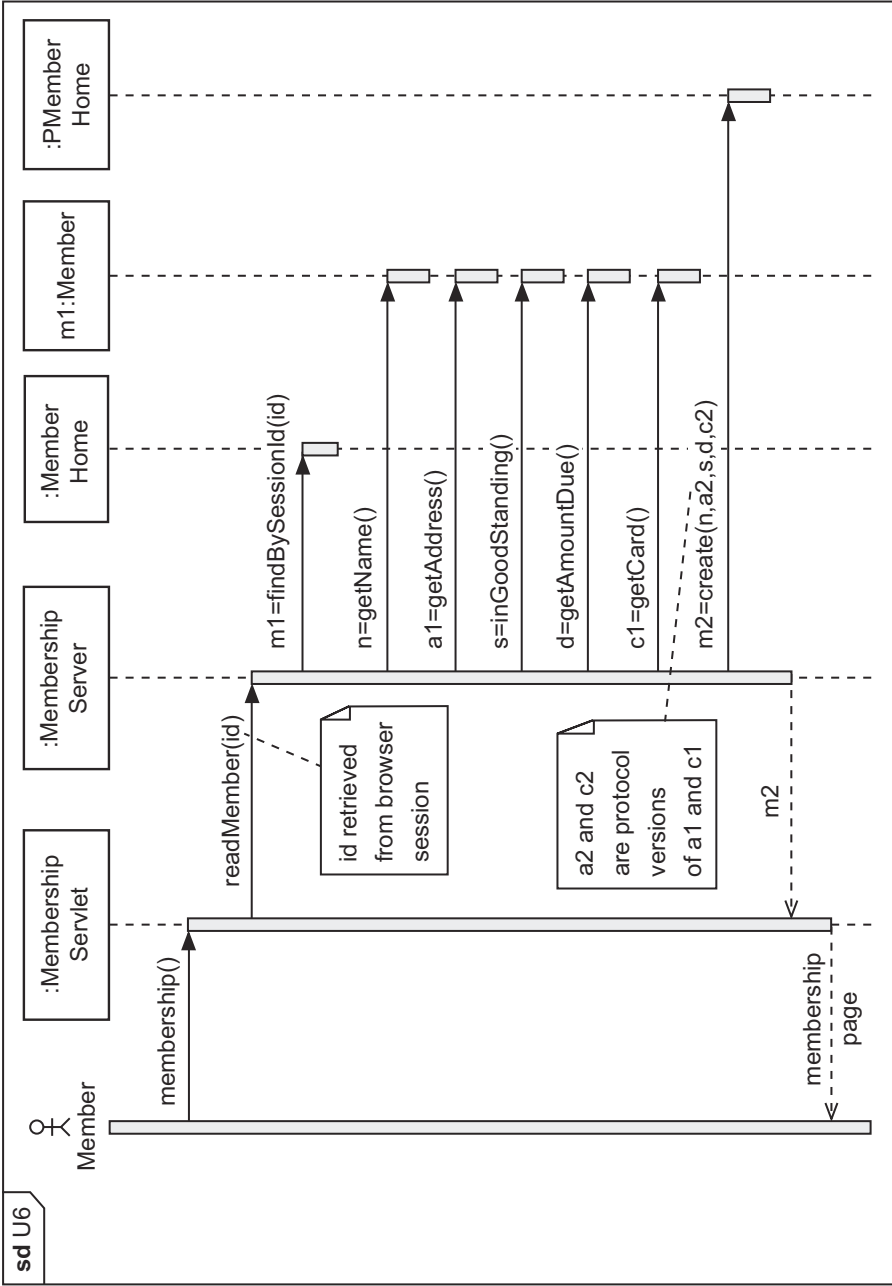 sd U6
Member
:Membership
Servlet
:Membership
Server
:Member
Home
m1:Member
:PMember
Home
membership()
readMember(id)
m1=findBySessionId(id)
id retrieved
from browser
session
n=getName()
a1=getAddress()
s=inGoodStanding()
d=getAmountDue()
c1=getCard()
m2=create(n,a2,s,d,c2)
a2 and c2
are protocol
versions
of a1 and c1
m2
membership
page